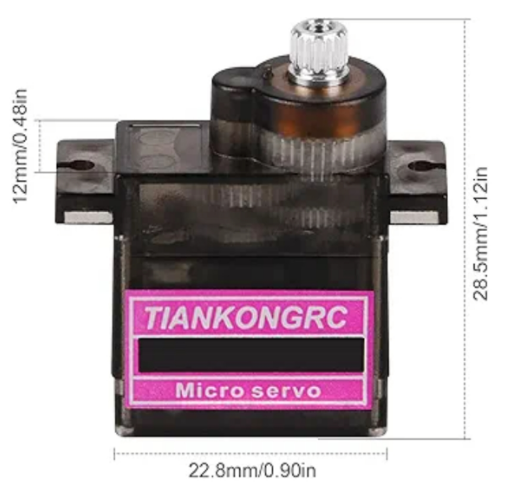 12mm/0.48in
28.5mm/1.12in
TIANKONGRC
Micro servo
22.8mm/0.90in